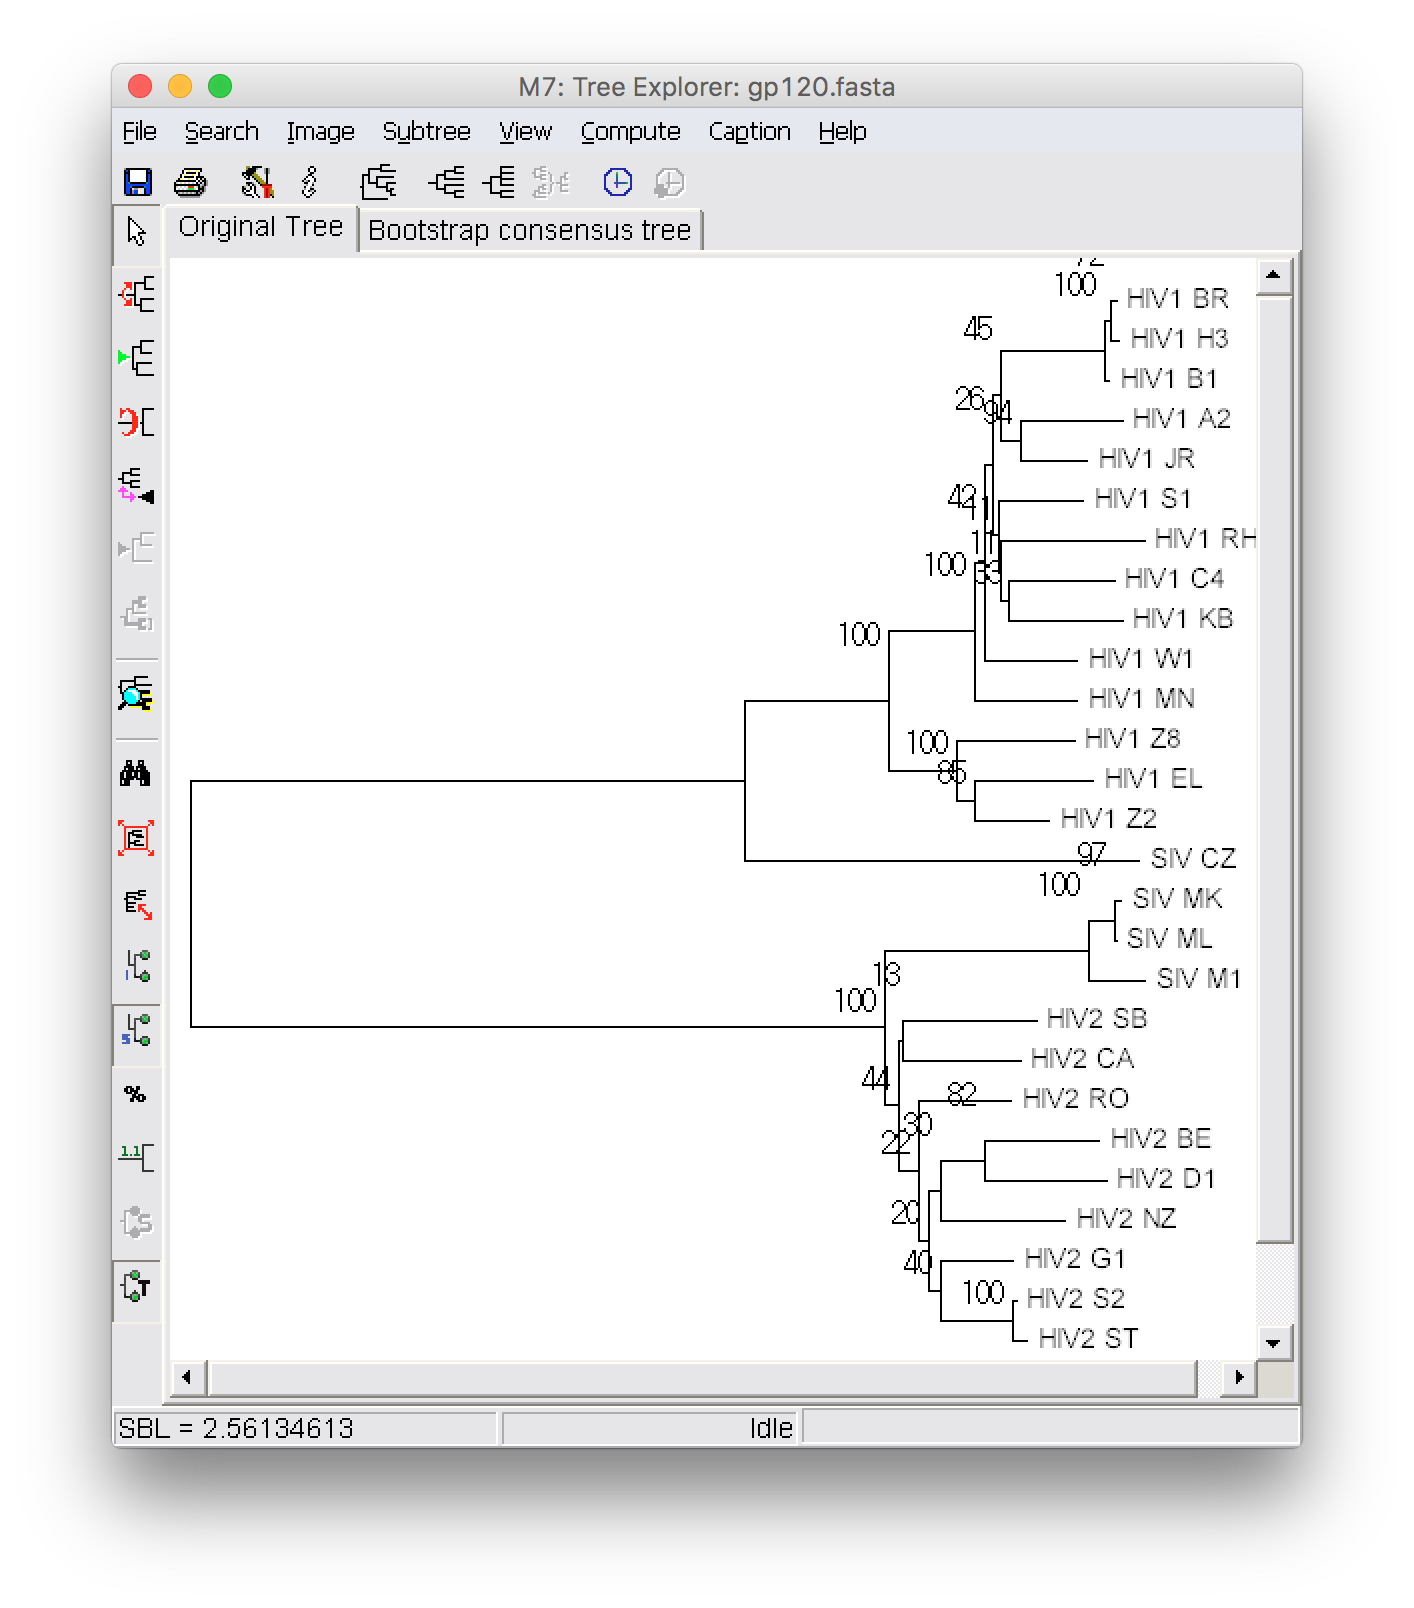 M7: Tree Explorer: gp120.fasta
File Search Image Subtree View Compute Caption Help
Original Tree Bootstrap consensus tree
72
100
HIV1 BR
45
HIV1 H3
HIV1 B1
26 94
HIV1 A2
HIV1 JR
42
HIV1 S1
11
HIV1 RH
100
HIV1 C4
HIV1 KB
100
HIV1 W1
HIV1 MN
100
HIV1 Z8
85
HIV1 EL
HIV1 Z2
97
SIV CZ
100
SIV MK
SIV ML
13
SIV M1
100
HIV2 SB
HIV2 CA
44
82
HIV2 RO
30
22
HIV2 BE
HIV2 D1
20
HIV2 NZ
40
HIV2 G1
100
HIV2 S2
HIV2 ST
%
1.1
SBL = 2.56134613 Idle